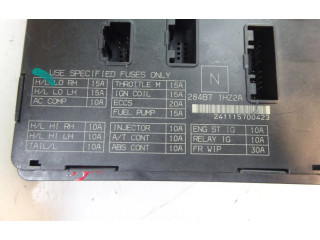 USE SPECIFIED FUSES ONLY
H/L LO RH 15A THROTTLE M 15A
H/L LO LH 15A IGN COIL 15A
AC COMP 10A ECCS 20A
FUEL PUMP 15A
N
284B7 1HZ2A
241115700423
H/L HI RH 10A INJECTOR 10A ENG ST IG 10A
H/L HI LH 10A A/T CONT 10A RELAY IG 10A
TAIL/L 10A ABS CONT 10A FR WIP 30A